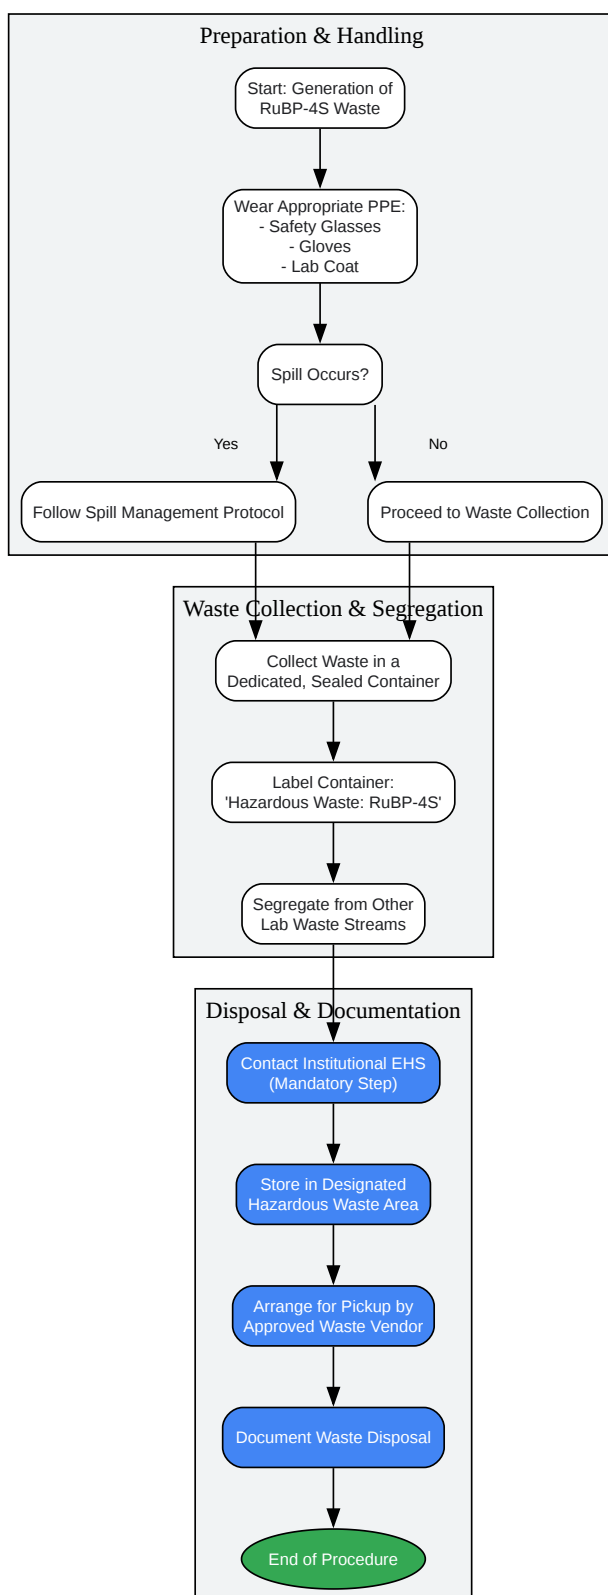 Preparation & Handling
Start: Generation of
RuBP-4S Waste
Wear Appropriate PPE:
- Safety Glasses
- Gloves
- Lab Coat
Spill Occurs?
Yes
No
Follow Spill Management Protocol
Proceed to Waste Collection
Waste Collection & Segregation
Collect Waste in a
Dedicated, Sealed Container
Label Container:
'Hazardous Waste: RuBP-4S'
Segregate from Other
Lab Waste Streams
Disposal & Documentation
Contact Institutional EHS
(Mandatory Step)
Store in Designated
Hazardous Waste Area
Arrange for Pickup by
Approved Waste Vendor
Document Waste Disposal
End of Procedure